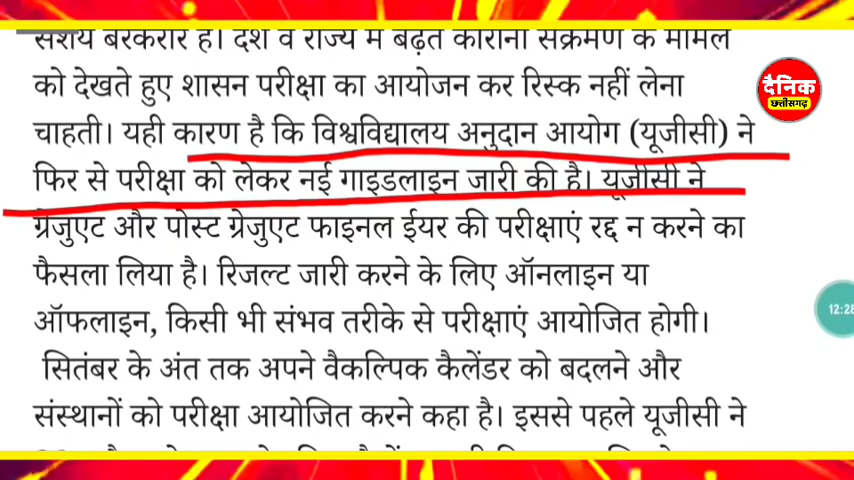 संशय बरकरार है। देश व राज्य में बढ़ते कोरोना संक्रमण के मामले
को देखते हुए शासन परीक्षा का आयोजन कर रिस्क नहीं लेना
चाहती। यही कारण है कि विश्वविद्यालय अनुदान आयोग (यूजीसी) ने
फिर से परीक्षा को लेकर नई गाइडलाइन जारी की है। यूजीसी ने
ग्रेजुएट और पोस्ट ग्रेजुएट फाइनल ईयर की परीक्षाएं रद्द न करने का
फैसला लिया है। रिजल्ट जारी करने के लिए ऑनलाइन या
ऑफलाइन, किसी भी संभव तरीके से परीक्षाएं आयोजित होगी।
सितंबर के अंत तक अपने वैकल्पिक कैलेंडर को बदलने और
संस्थानों को परीक्षा आयोजित करने कहा है। इससे पहले यूजीसी ने
दैनिक
छत्तीसगढ़
12:28